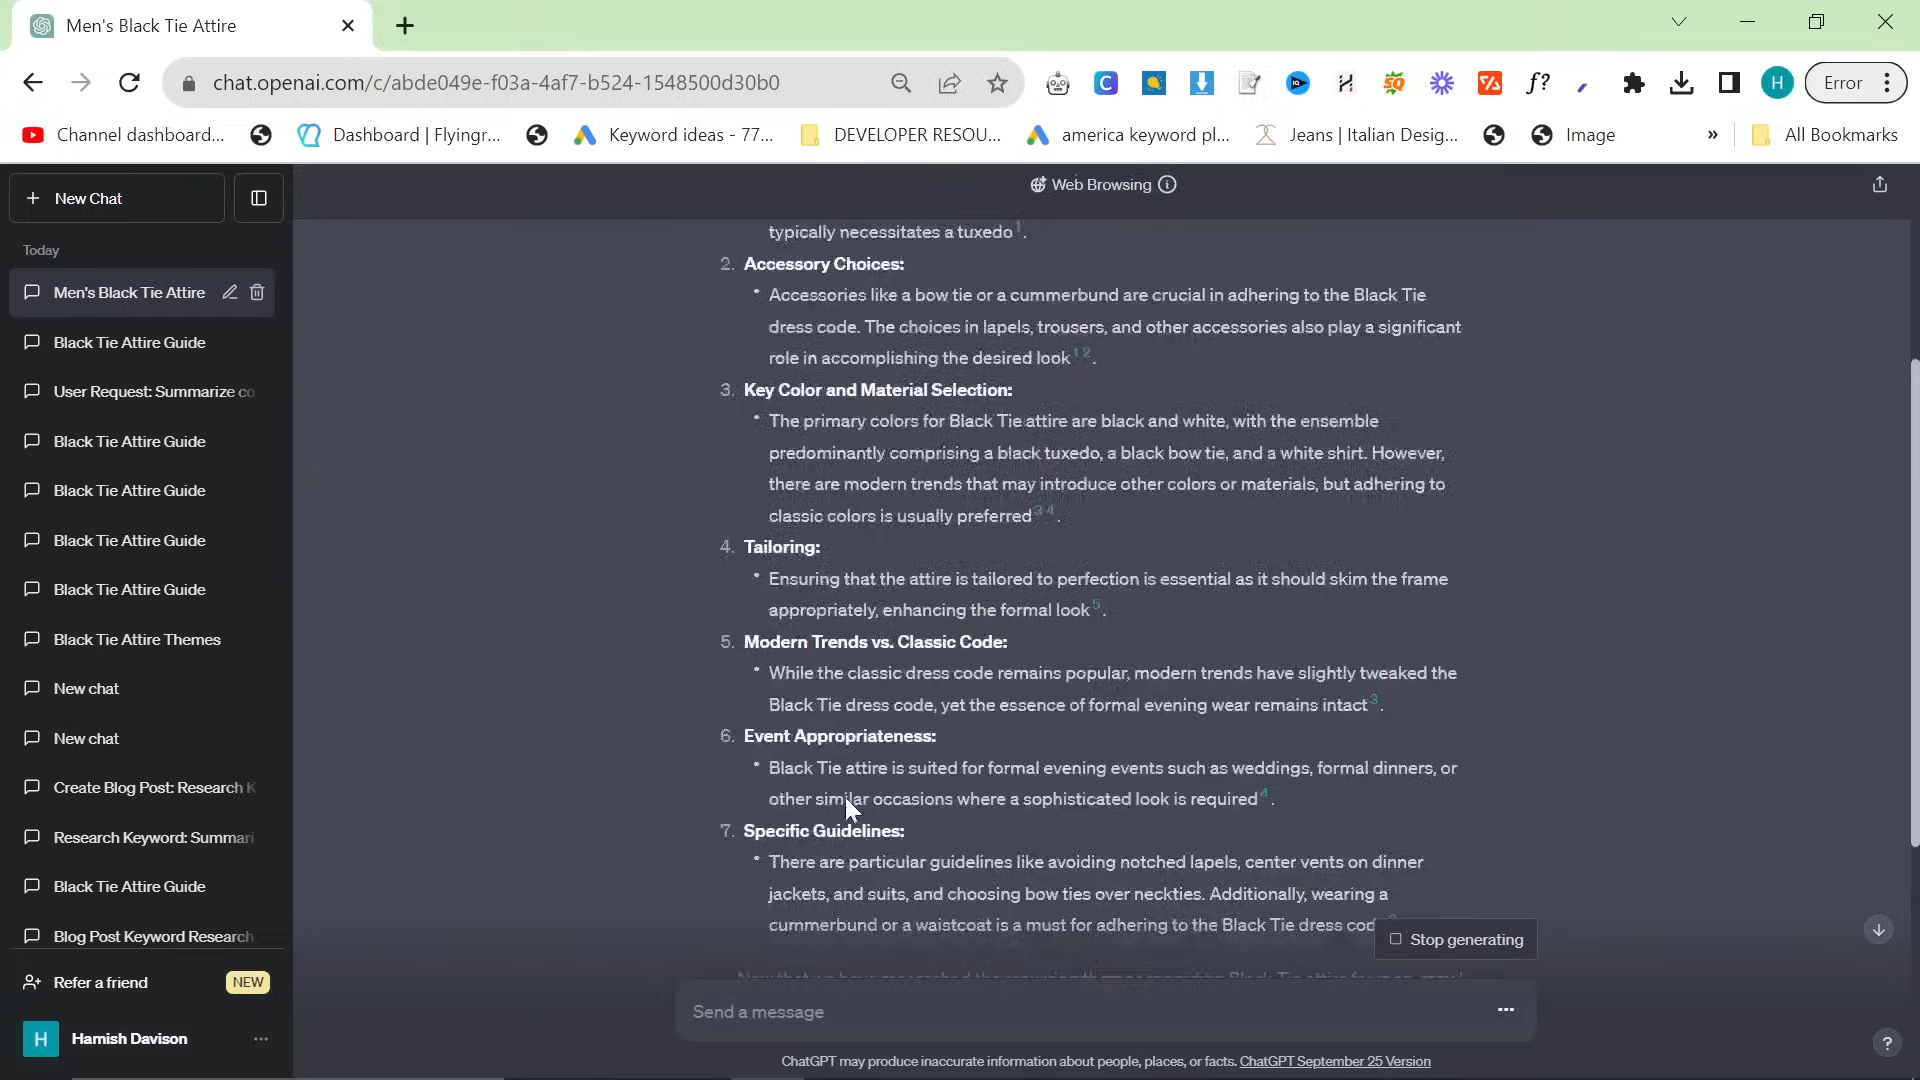 Men's Black Tie Attire
chat.openai.com/c/abde049e-f03a-4af7-b524-1548500d30b0
Error
Channel dashboard...
Dashboard | Flyingr...
Keyword ideas - 77...
DEVELOPER RESOU...
america keyword pl...
Jeans | Italian Desig...
Image
»
All Bookmarks
+ New Chat
Web Browsing
Today
Men's Black Tie Attire
Black Tie Attire Guide
User Request: Summarize co
Black Tie Attire Guide
Black Tie Attire Guide
Black Tie Attire Guide
Black Tie Attire Guide
Black Tie Attire Themes
New chat
New chat
Create Blog Post: Research K
Research Keyword: Summari
Black Tie Attire Guide
Blog Post Keyword Research
Refer a friend
NEW
H
Hamish Davison
typically necessitates a tuxedo 1.
2. Accessory Choices:
• Accessories like a bow tie or a cummerbund are crucial in adhering to the Black Tie
dress code. The choices in lapels, trousers, and other accessories also play a significant
role in accomplishing the desired look 1 2.
3. Key Color and Material Selection:
• The primary colors for Black Tie attire are black and white, with the ensemble
predominantly comprising a black tuxedo, a black bow tie, and a white shirt. However,
there are modern trends that may introduce other colors or materials, but adhering to
classic colors is usually preferred 3 4.
4. Tailoring:
• Ensuring that the attire is tailored to perfection is essential as it should skim the frame
appropriately, enhancing the formal look 5.
5. Modern Trends vs. Classic Code:
• While the classic dress code remains popular, modern trends have slightly tweaked the
Black Tie dress code, yet the essence of formal evening wear remains intact 3.
6. Event Appropriateness:
• Black Tie attire is suited for formal evening events such as weddings, formal dinners, or
other similar occasions where a sophisticated look is required 4.
7. Specific Guidelines:
• There are particular guidelines like avoiding notched lapels, center vents on dinner
jackets, and suits, and choosing bow ties over neckties. Additionally, wearing a
cummerbund or a waistcoat is a must for adhering to the Black Tie dress cod
Stop generating
Send a message
ChatGPT may produce inaccurate information about people, places, or facts. ChatGPT September 25 Version
?